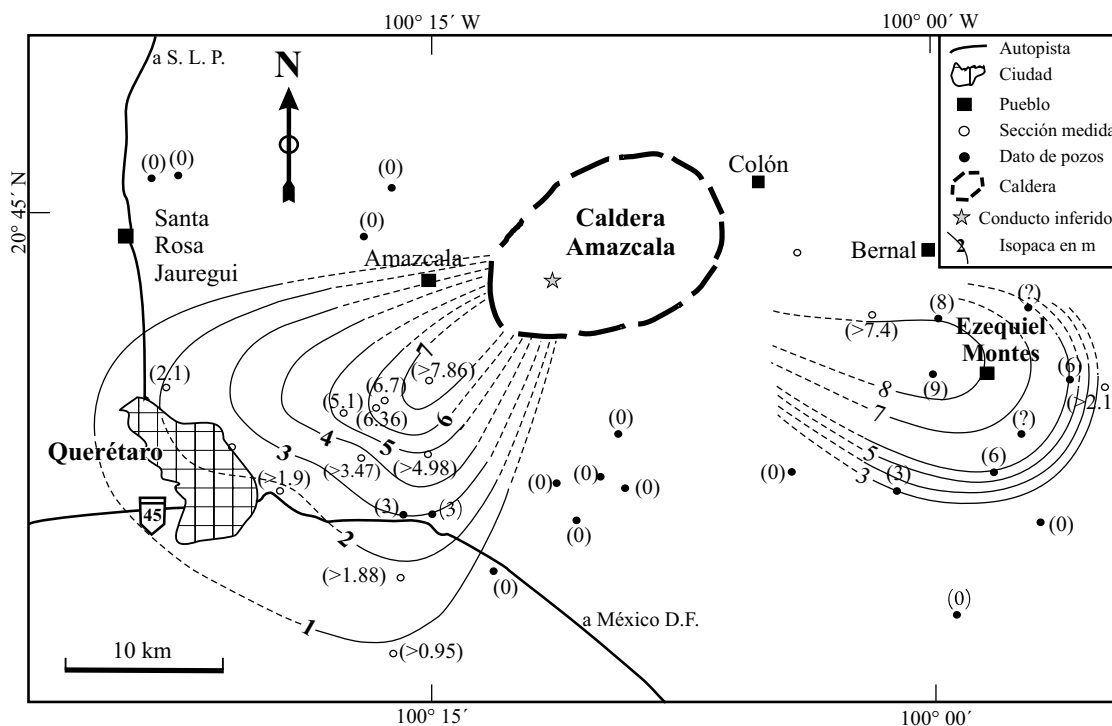 100° 15´ W
100° 00´ W
a S. L. P.
N
Autopista
Ciudad
Pueblo
Sección medida
Dato de pozos
Caldera
Conducto inferido
2
Isopaca en m
20° 45´ N
(0)
(0)
(0)
(0)
Colón
Santa
Rosa
Jauregui
Caldera
Amazcala
Amazcala
Bernal
(?)
(8)
(>7.4)
Ezequiel
Montes
7
(>7.86)
(2.1)
(6.7)
(5.1)
(6.36)
6
8
(9)
(6)
(>2.1
7
(0)
(?)
Querétaro
3
4
5
(>3.47)
(>4.98)
(>1.9)
5
3
(3)
(6)
(0)
(0)
(0)
(0)
(0)
(0)
45
(3)
(3)
2
(>1.88)
(0)
(0)
1
a México D.F.
(>0.95)
10 km
100° 15´
100° 00´